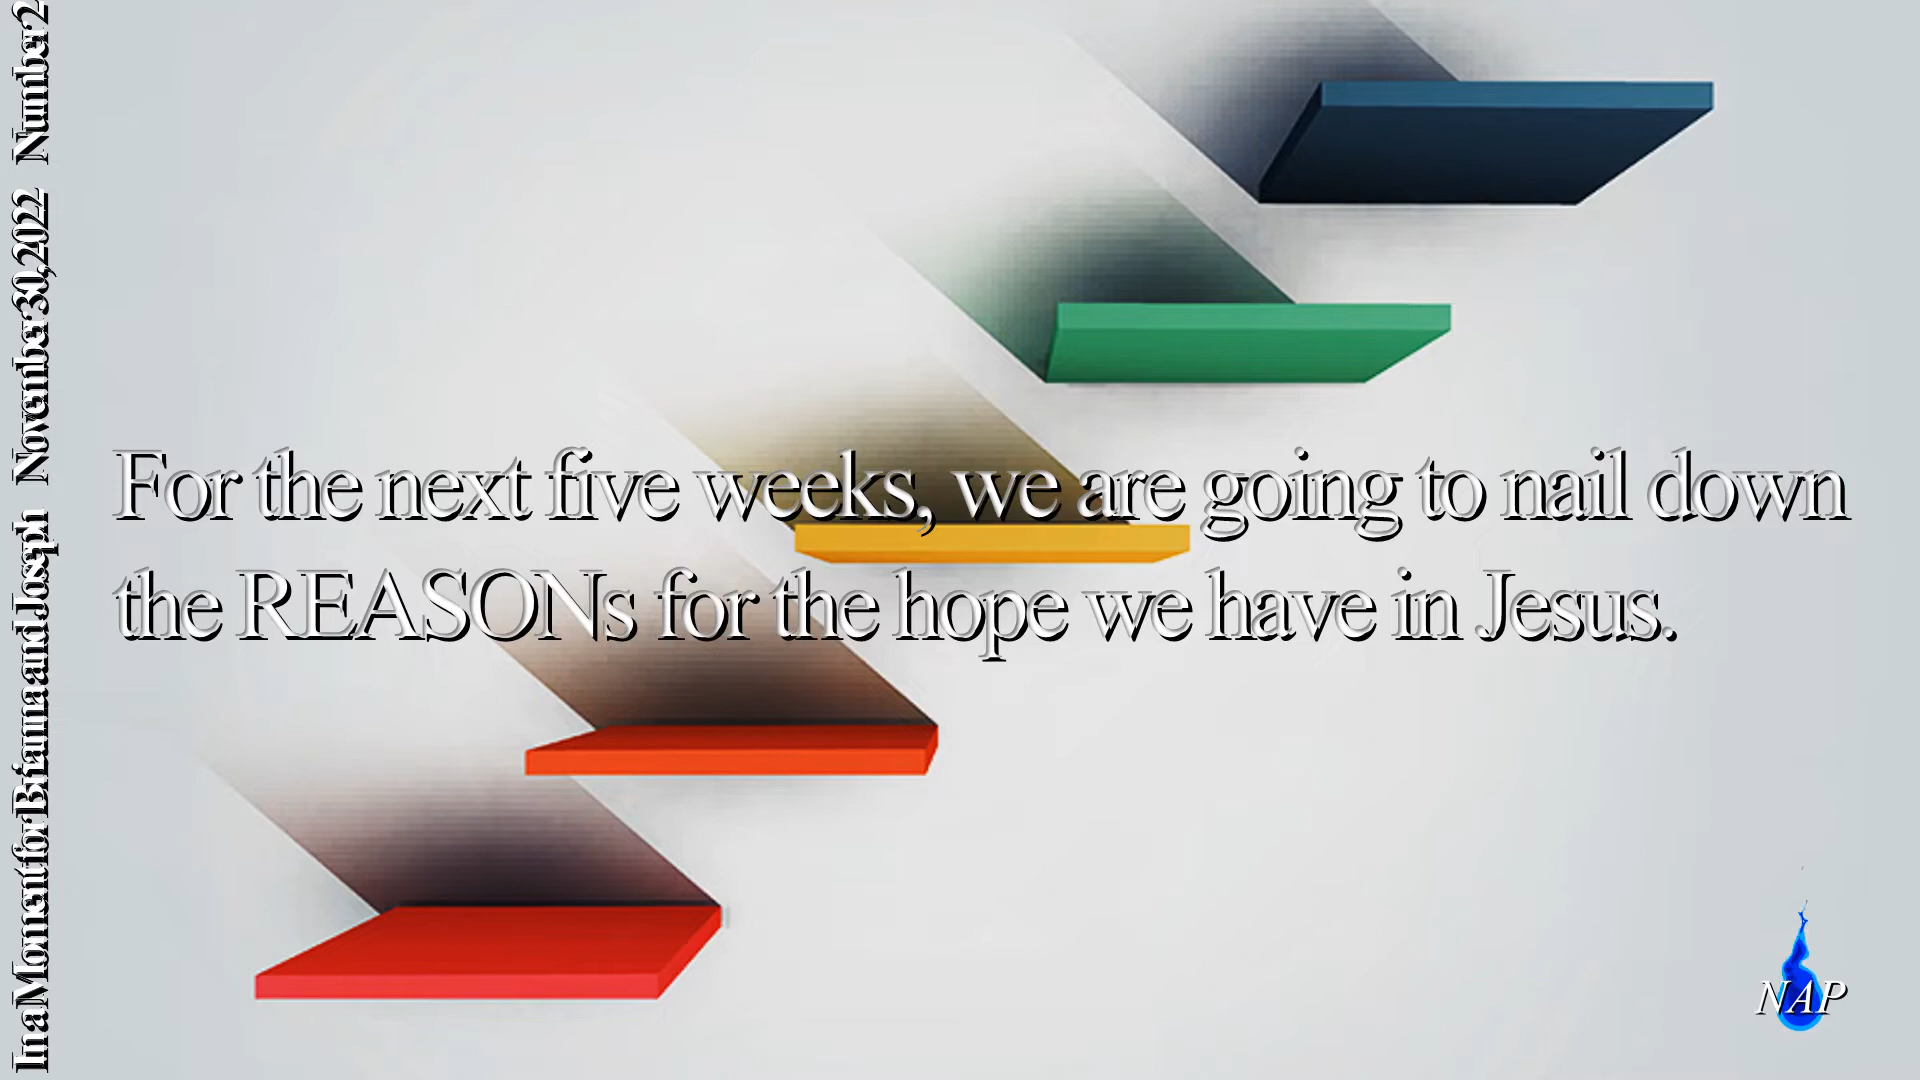 In a Moment for Brianna and Joseph November 30, 2022 Number 2
For the next five weeks, we are going to nail down
the REASONs for the hope we have in Jesus.
NAP